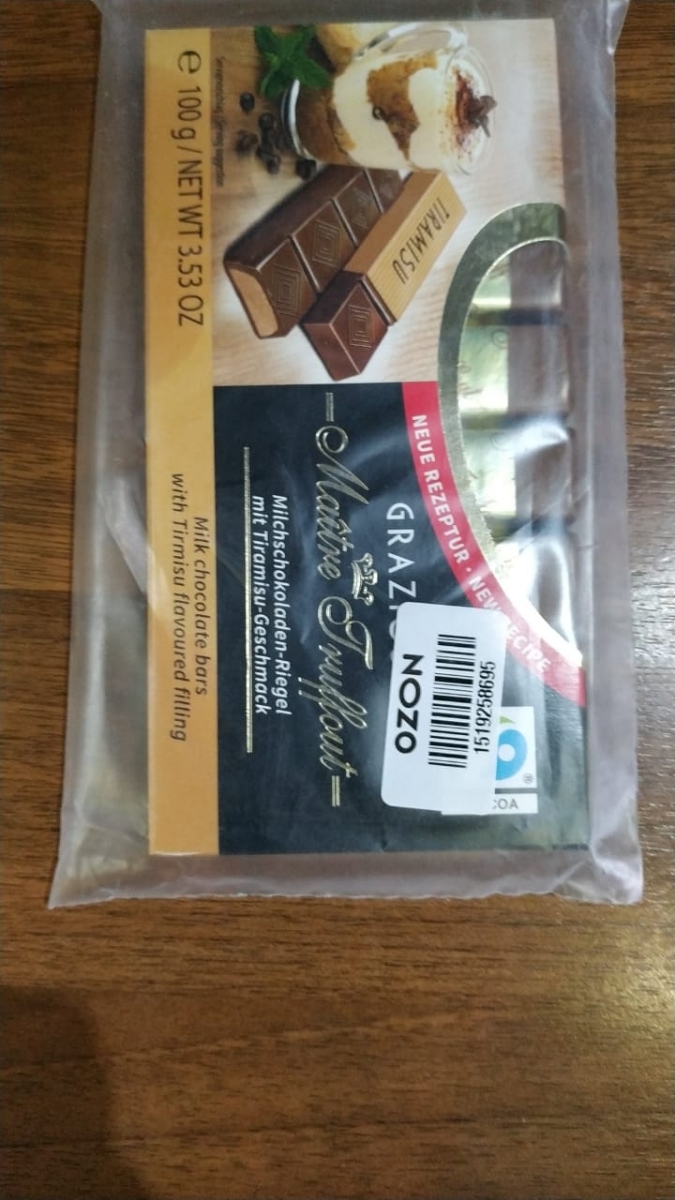 TIRAMISU
NEUE REZEPTUR · NEW RECIPE
GRAZ
Maître Truffout
Milchschokoladen-Riegel
mit Tiramisu-Geschmack
Milk chocolate bars
with Tirmisu flavoured filling
℮ 100 g / NET WT 3.53 OZ
1519258695
OZON
COA
®